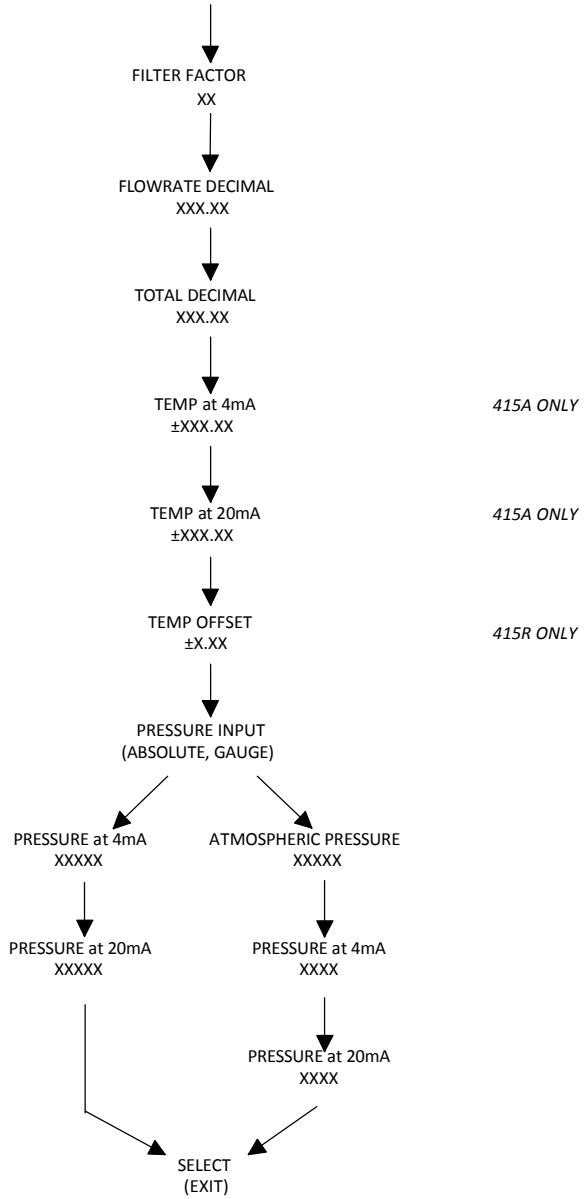 FILTER FACTOR
XX
FLOWRATE DECIMAL
XXX.XX
TOTAL DECIMAL
XXX.XX
TEMP at 4mA
±XXX.XX
415A ONLY
TEMP at 20mA
±XXX.XX
415A ONLY
TEMP OFFSET
±X.XX
415R ONLY
PRESSURE INPUT
(ABSOLUTE, GAUGE)
PRESSURE at 4mA
XXXXX
ATMOSPHERIC PRESSURE
XXXXX
PRESSURE at 20mA
XXXXX
PRESSURE at 4mA
XXXX
PRESSURE at 20mA
XXXX
SELECT
(EXIT)